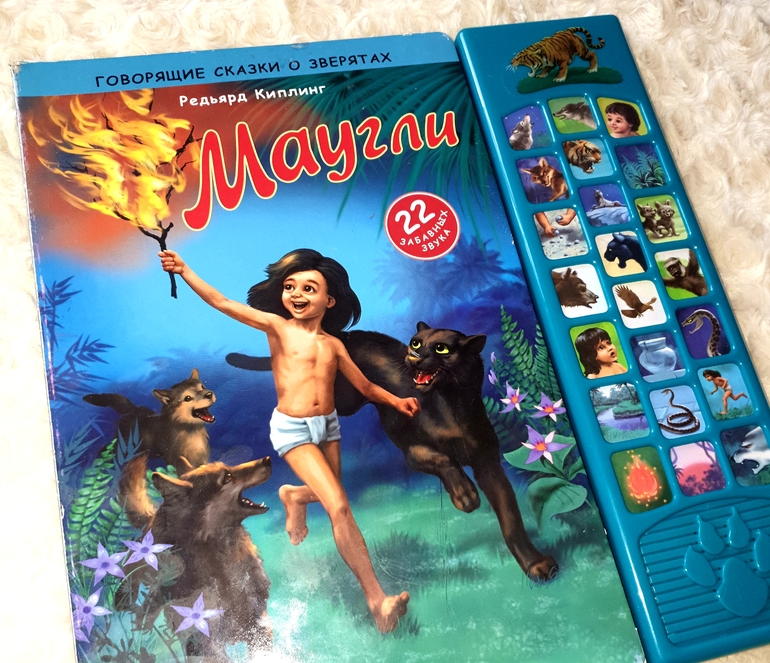 ГОВОРЯЩИЕ СКАЗКИ О ЗВЕРЯТАХ
Редьярд Киплинг
Маугли
22
ЗАБАВНЫХ
ЗВУКА